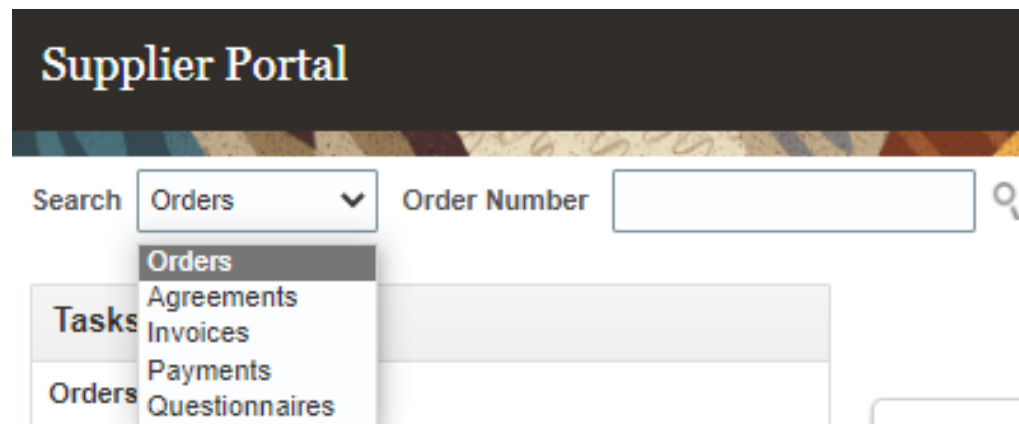 Supplier Portal
Search Orders Order Number
Orders
Agreements
Tasks
Invoices
Payments
Orders
Questionnaires